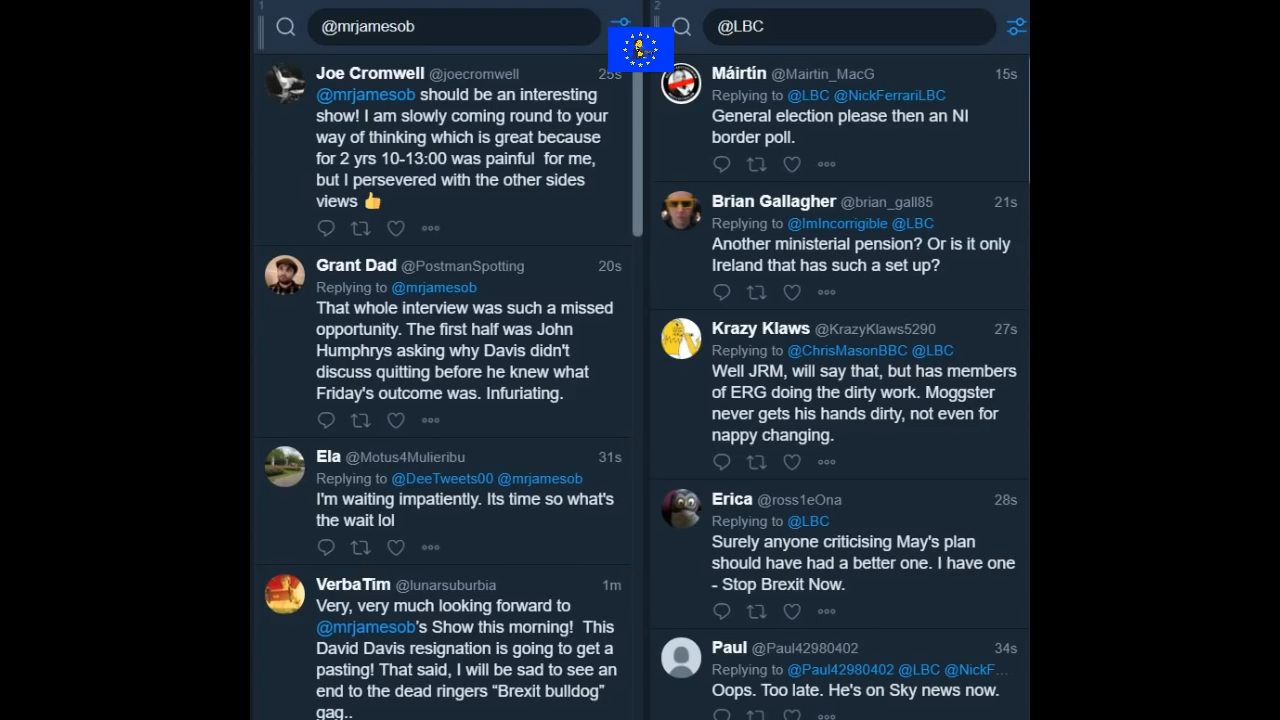 1
@mrjamesob
Joe Cromwell @joecromwell 25s
@mrjamesob should be an interesting
show! I am slowly coming round to your
way of thinking which is great because
for 2 yrs 10-13:00 was painful for me,
but I persevered with the other sides
views 👍
Grant Dad @PostmanSpotting 20s
Replying to @mrjamesob
That whole interview was such a missed
opportunity. The first half was John
Humphrys asking why Davis didn't
discuss quitting before he knew what
Friday's outcome was. Infuriating.
Ela @Motus4Mulieribu 31s
Replying to @DeeTweets00 @mrjamesob
I'm waiting impatiently. Its time so what's
the wait lol
VerbaTim @lunarsuburbia 1m
Very, very much looking forward to
@mrjamesob's Show this morning! This
David Davis resignation is going to get a
pasting! That said, I will be sad to see an
end to the dead ringers “Brexit bulldog”
gag..
2
@LBC
Máirtín @Mairtin_MacG 15s
Replying to @LBC @NickFerrariLBC
General election please then an NI
border poll.
Brian Gallagher @brian_gall85 21s
Replying to @ImIncorrigible @LBC
Another ministerial pension? Or is it only
Ireland that has such a set up?
Krazy Klaws @KrazyKlaws5290 27s
Replying to @ChrisMasonBBC @LBC
Well JRM, will say that, but has members
of ERG doing the dirty work. Moggster
never gets his hands dirty, not even for
nappy changing.
Erica @ross1eOna 28s
Replying to @LBC
Surely anyone criticising May's plan
should have had a better one. I have one
- Stop Brexit Now.
Paul @Paul42980402 34s
Replying to @Paul42980402 @LBC @NickF...
Oops. Too late. He's on Sky news now.